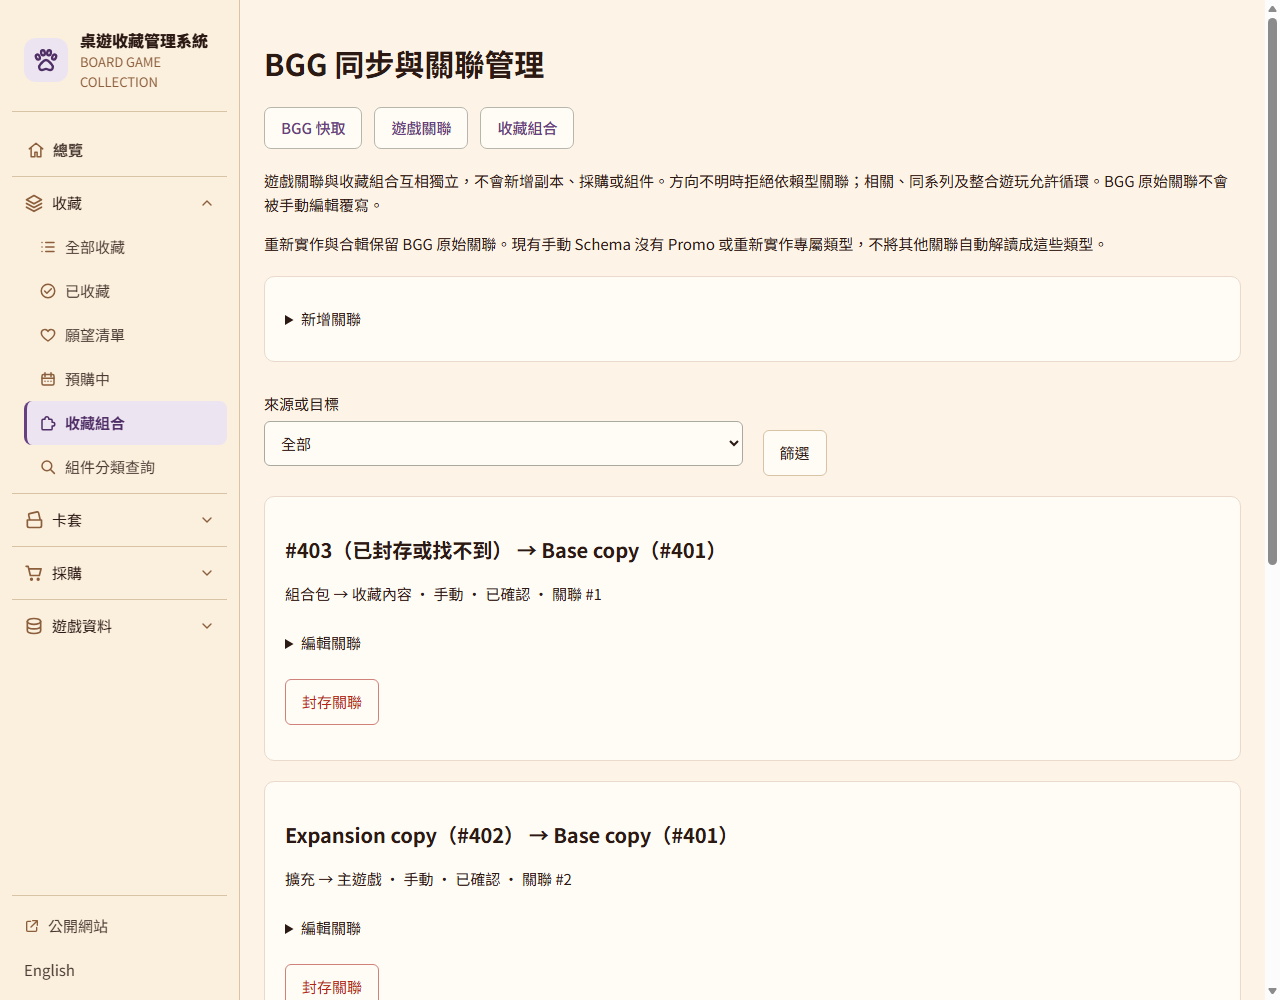 桌遊收藏管理系統
BOARD GAME
COLLECTION
總覽
收藏
全部收藏
已收藏
願望清單
預購中
收藏組合
組件分類查詢
卡套
採購
遊戲資料
公開網站
English
BGG 同步與關聯管理
BGG 快取
遊戲關聯
收藏組合
遊戲關聯與收藏組合互相獨立，不會新增副本、採購或組件。方向不明時拒絕依賴型關聯；相關、同系列及整合遊玩允許循環。BGG 原始關聯不會
被手動編輯覆寫。
重新實作與合輯保留 BGG 原始關聯。現有手動 Schema 沒有 Promo 或重新實作專屬類型，不將其他關聯自動解讀成這些類型。
▶ 新增關聯
來源或目標
全部
篩選
#403（已封存或找不到） → Base copy（#401）
組合包 → 收藏內容 · 手動 · 已確認 · 關聯 #1
▶ 編輯關聯
封存關聯
Expansion copy（#402） → Base copy（#401）
擴充 → 主遊戲 · 手動 · 已確認 · 關聯 #2
▶ 編輯關聯
封存關聯